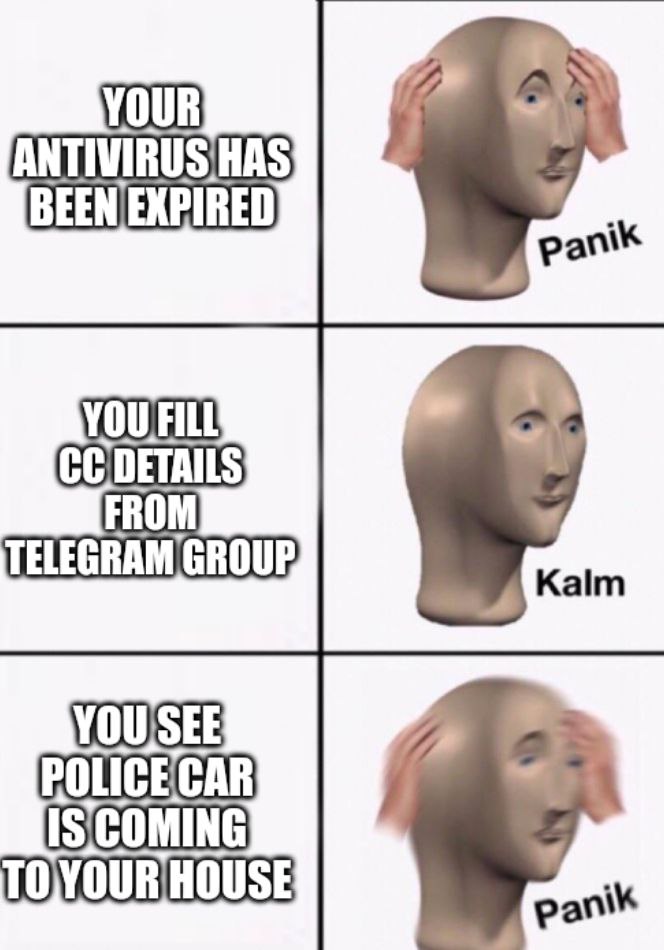 YOUR
ANTIVIRUS HAS
BEEN EXPIRED
Panik
YOU FILL
CC DETAILS
FROM
TELEGRAM GROUP
Kalm
YOU SEE
POLICE CAR
IS COMING
TO YOUR HOUSE
Panik